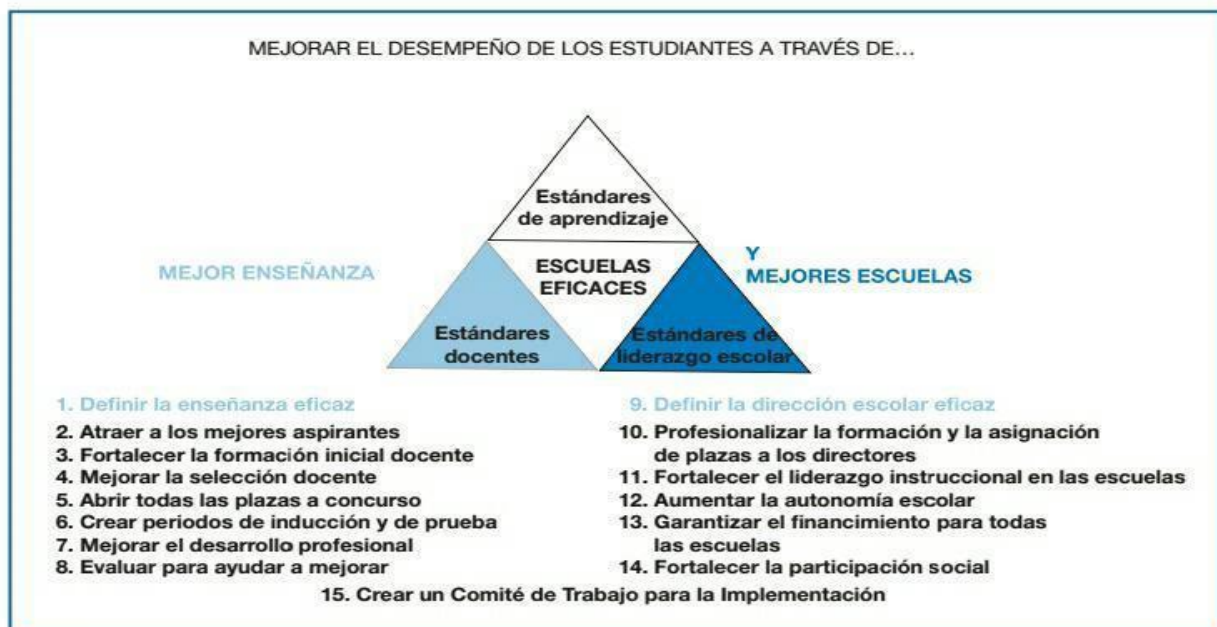 MEJORAR EL DESEMPEÑO DE LOS ESTUDIANTES A TRAVÉS DE...
Estándares
de aprendizaje
MEJOR ENSEÑANZA
ESCUELAS
EFICACES
Y
MEJORES ESCUELAS
Estándares
docentes
Estándares de
liderazgo escolar
1. Definir la enseñanza eficaz
2. Atraer a los mejores aspirantes
3. Fortalecer la formación inicial docente
4. Mejorar la selección docente
5. Abrir todas las plazas a concurso
6. Crear periodos de inducción y de prueba
7. Mejorar el desarrollo profesional
8. Evaluar para ayudar a mejorar
9. Definir la dirección escolar eficaz
10. Profesionalizar la formación y la asignación
de plazas a los directores
11. Fortalecer el liderazgo instruccional en las escuelas
12. Aumentar la autonomía escolar
13. Garantizar el financimiento para todas
las escuelas
14. Fortalecer la participación social
15. Crear un Comité de Trabajo para la Implementación